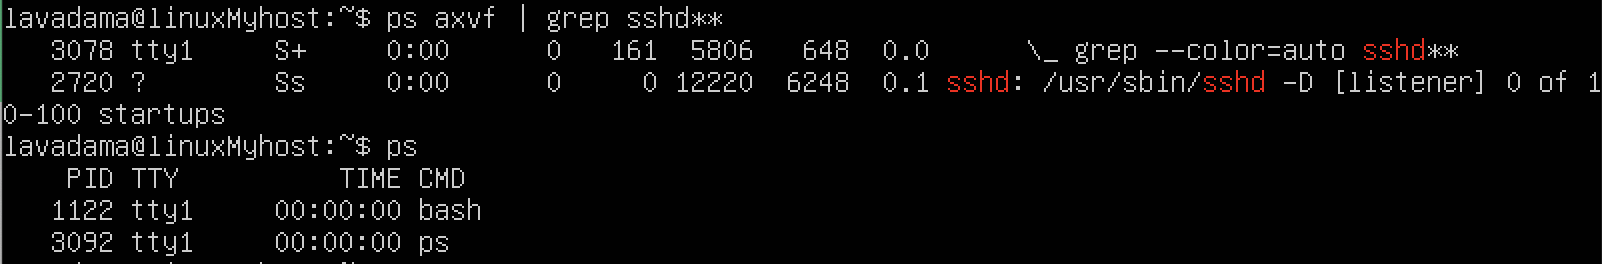 lavadama@linuxMyhost:~$ ps axvf | grep sshd**
3078 tty1 S+ 0:00 0 161 5806 648 0.0 \_ grep --color=auto sshd**
2720 ? Ss 0:00 0 0 12220 6248 0.1 sshd: /usr/sbin/sshd -D [listener] 0 of 1
0-100 startups
lavadama@linuxMyhost:~$ ps
PID TTY TIME CMD
1122 tty1 00:00:00 bash
3092 tty1 00:00:00 ps